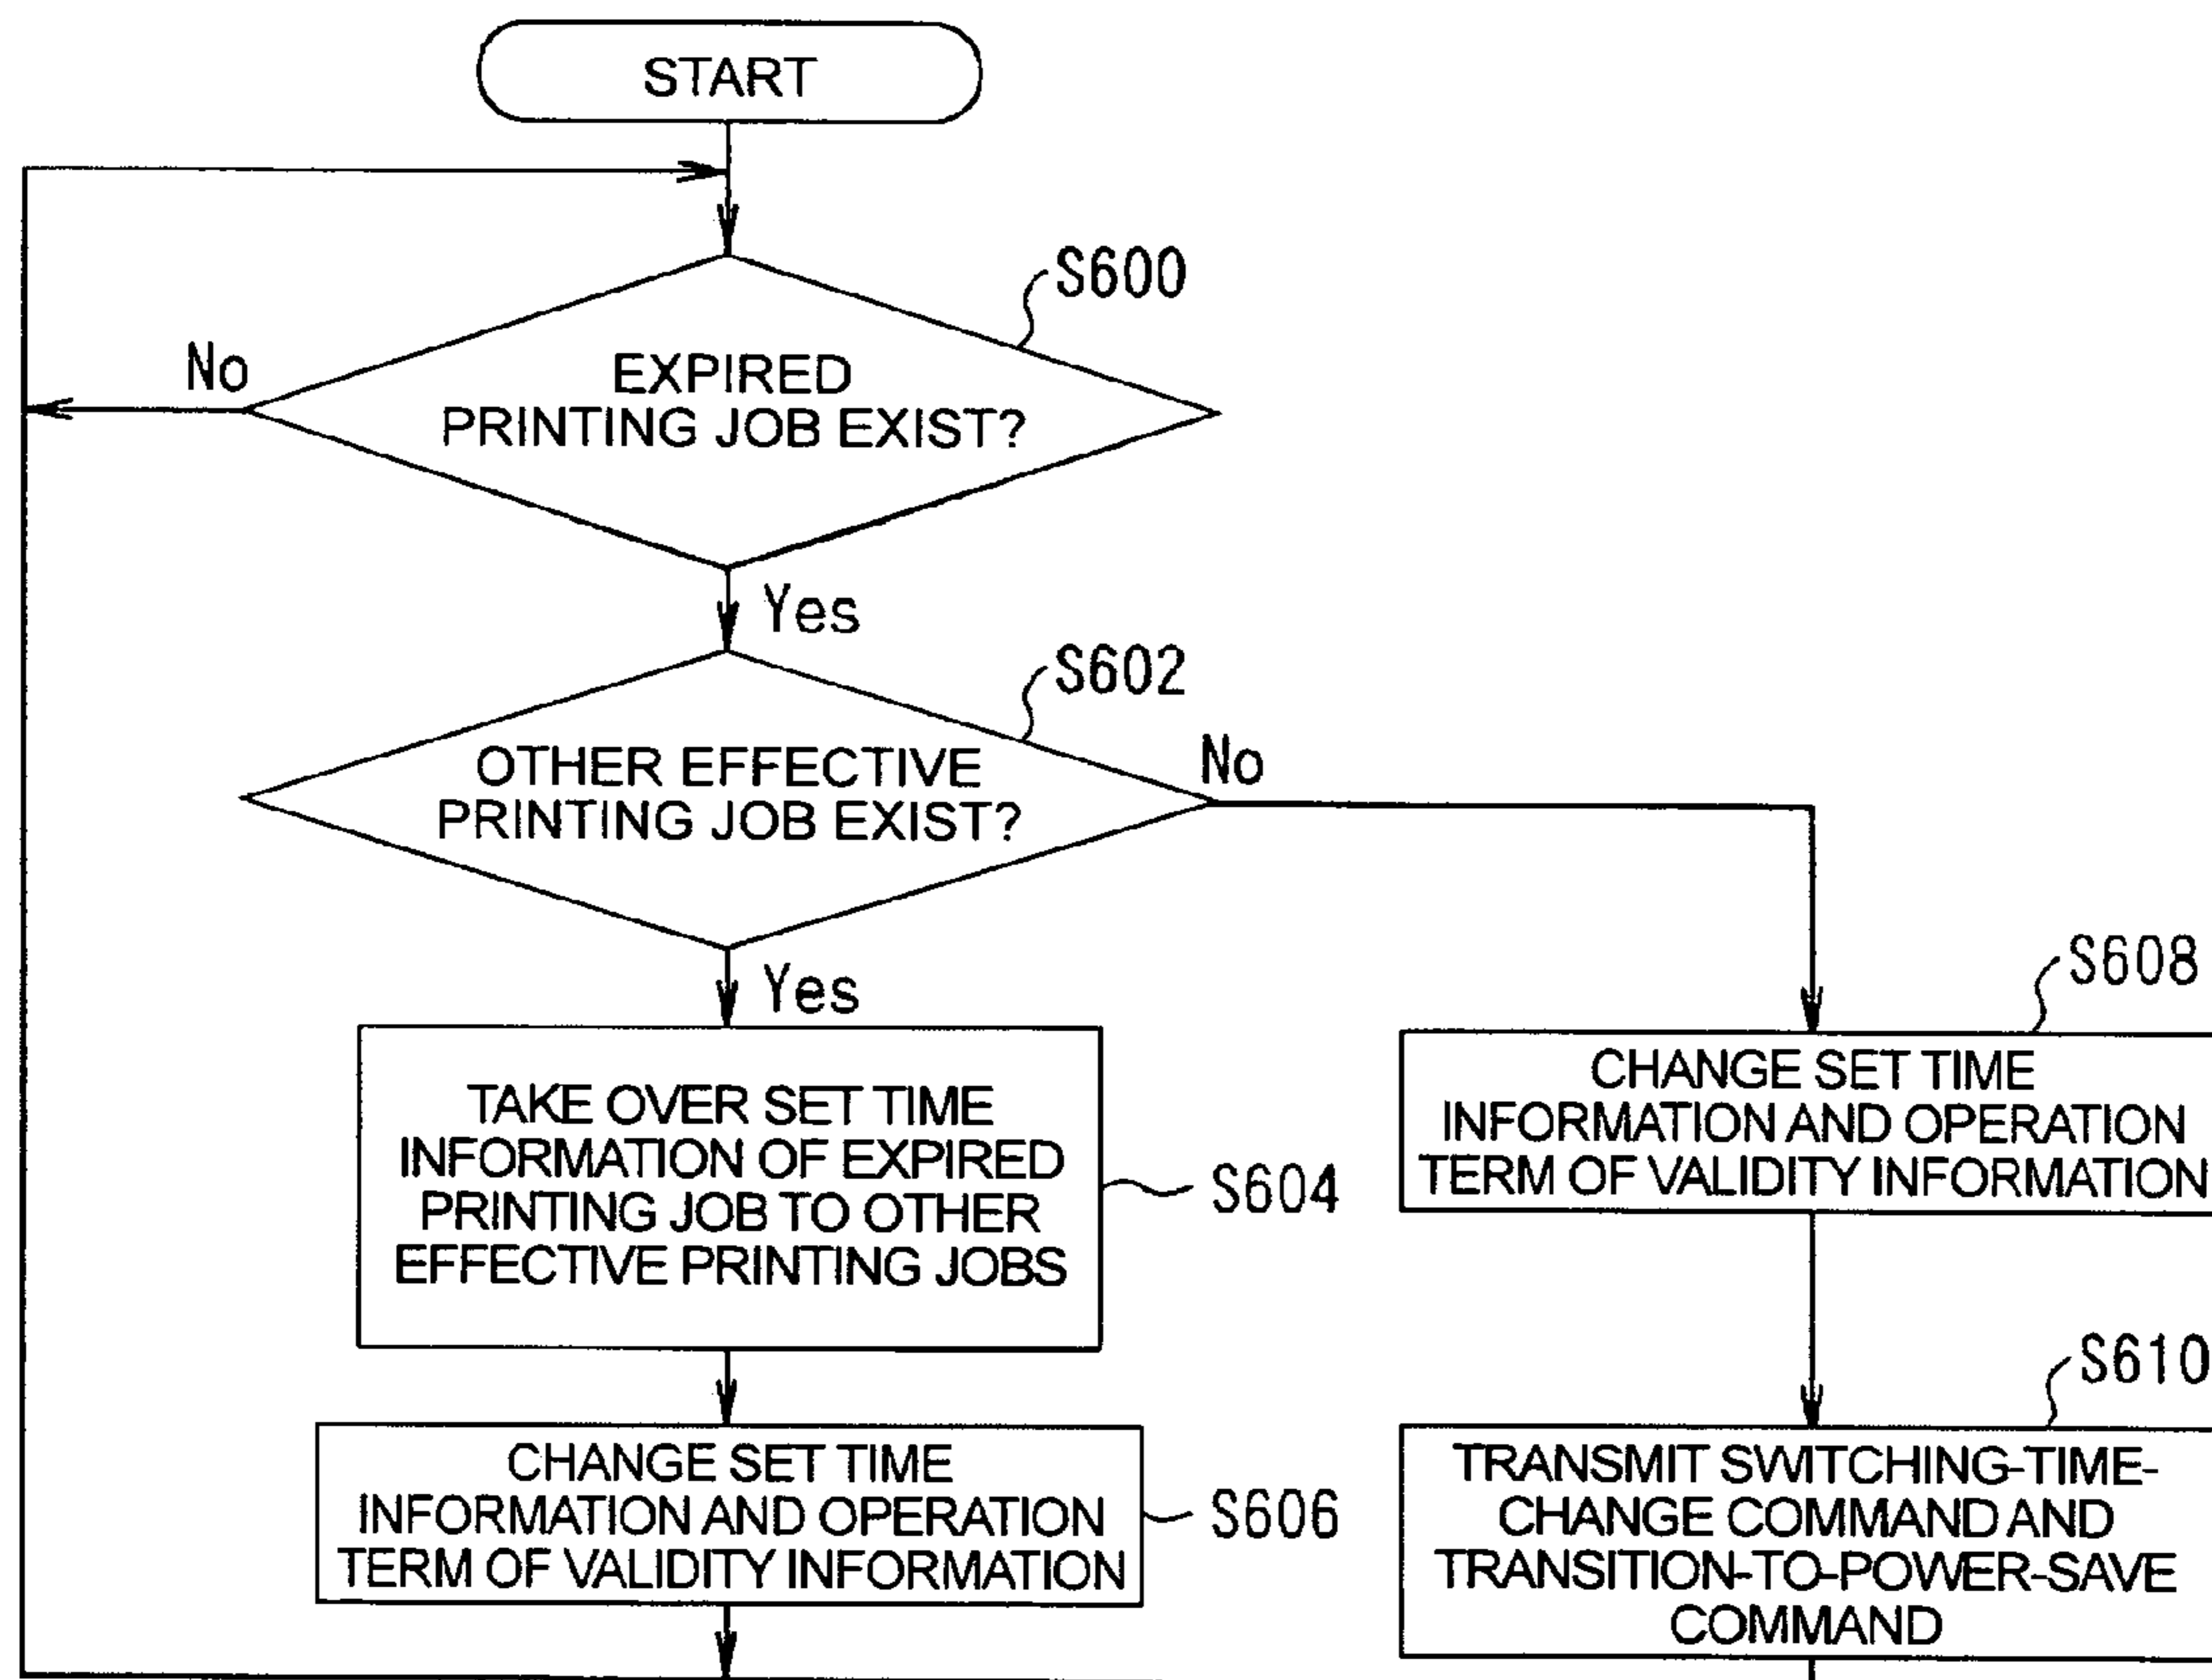 START
S600
No
EXPIRED
PRINTING JOB EXIST?
Yes
S602
OTHER EFFECTIVE
PRINTING JOB EXIST?
No
Yes
S604
TAKE OVER SET TIME
INFORMATION OF EXPIRED
PRINTING JOB TO OTHER
EFFECTIVE PRINTING JOBS
S606
CHANGE SET TIME
INFORMATION AND OPERATION
TERM OF VALIDITY INFORMATION
S608
CHANGE SET TIME
INFORMATION AND OPERATION
TERM OF VALIDITY INFORMATION
S610
TRANSMIT SWITCHING-TIME-
CHANGE COMMAND AND
TRANSITION-TO-POWER-SAVE
COMMAND